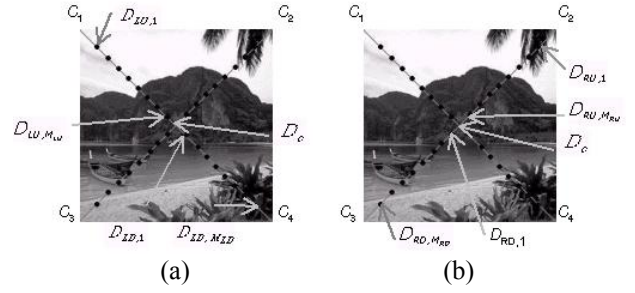 C₁ D_{LU,1} C₂ C₁ C₂
D_{RU,1}
D_{LU,M_{LU}} D_c D_{RU,M_{RU}}
D_c
C₃ C₄ C₃ C₄
D_{LD,1} D_{LD,M_{LD}} D_{RD,M_{RD}} D_{RD,1}
(a) (b)